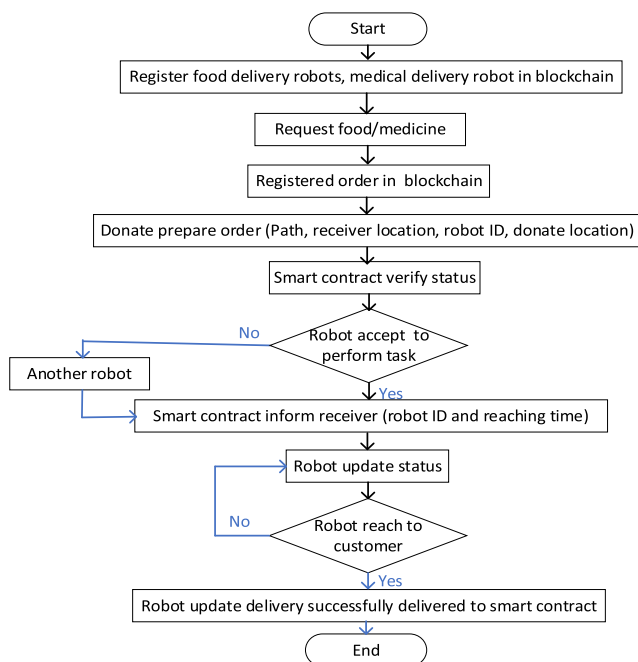 Start
Register food delivery robots, medical delivery robot in blockchain
Request food/medicine
Registered order in blockchain
Donate prepare order (Path, receiver location, robot ID, donate location)
Smart contract verify status
No
Robot accept to
perform task
Another robot
Yes
Smart contract inform receiver (robot ID and reaching time)
Robot update status
No
Robot reach to
customer
Yes
Robot update delivery successfully delivered to smart contract
End